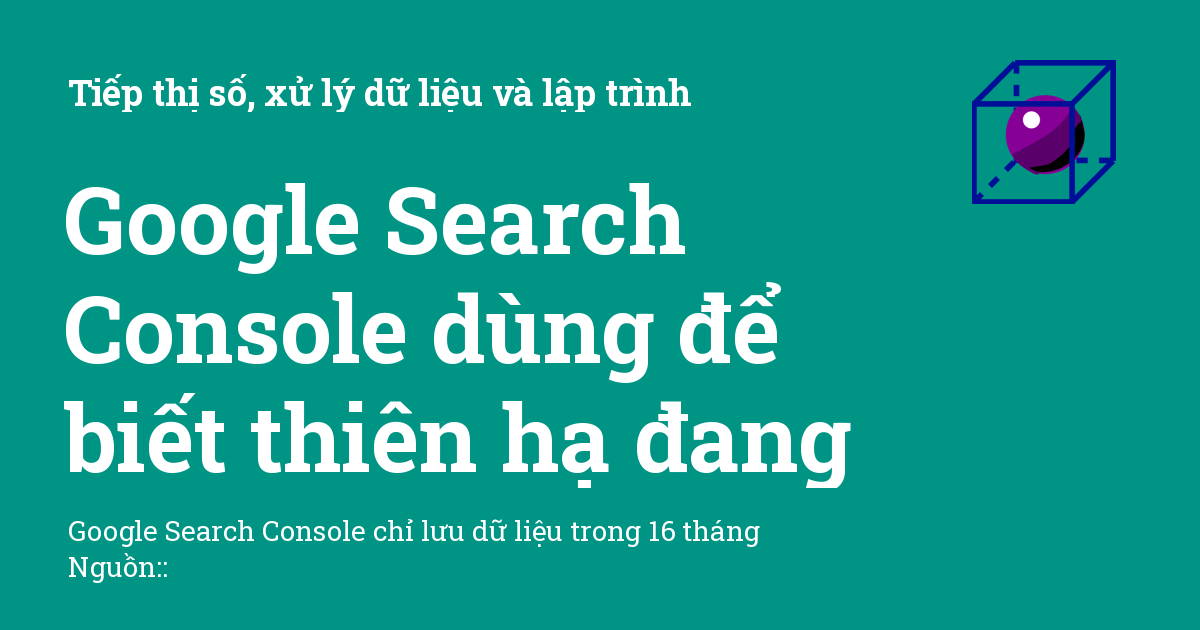 Tiếp thị số, xử lý dữ liệu và lập trình
Google Search
Console dùng để
biết thiên hạ đang
Google Search Console chỉ lưu dữ liệu trong 16 tháng
Nguồn::